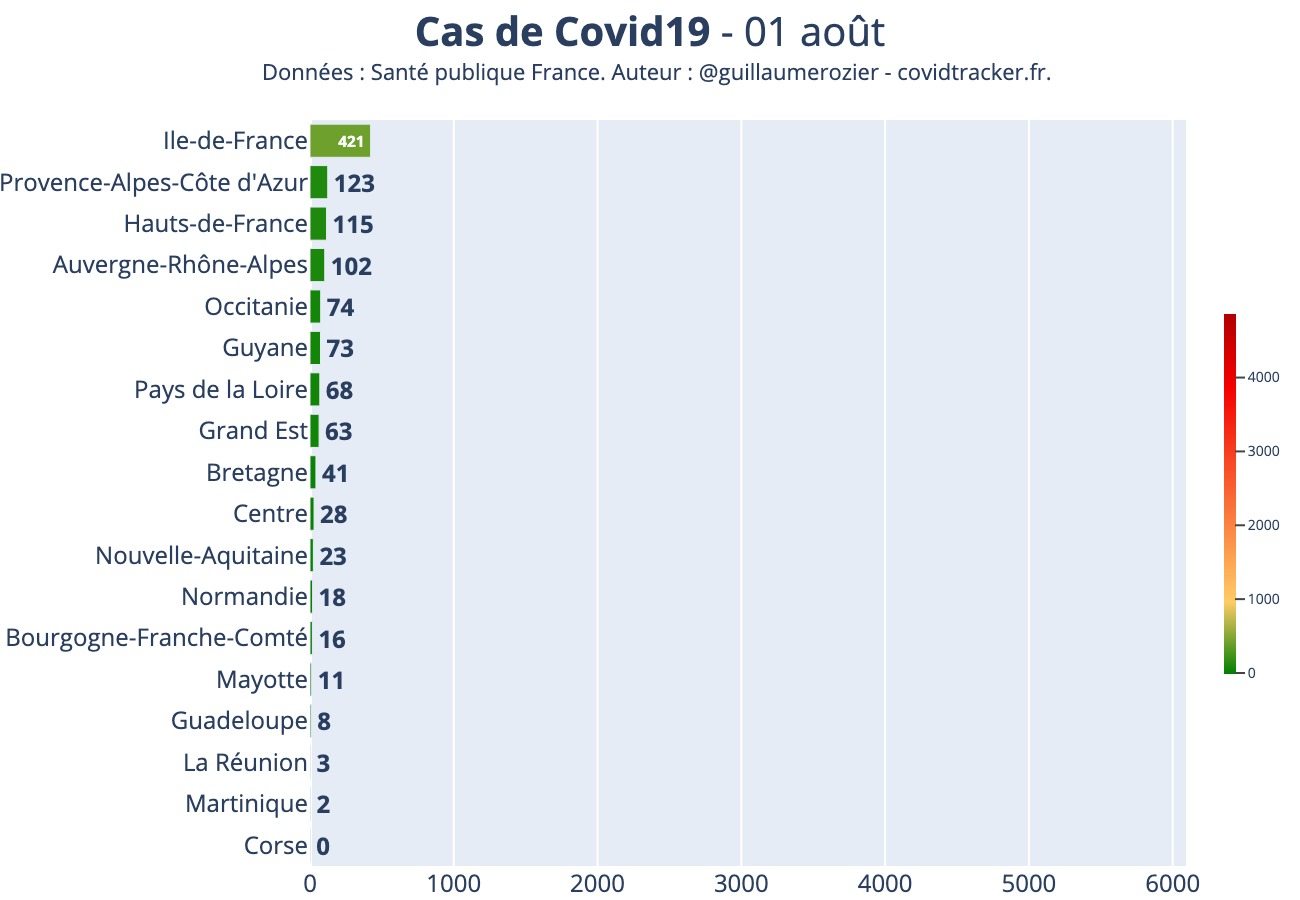 Cas de Covid19 - 01 août
Données : Santé publique France. Auteur : @guillaumerozier - covidtracker.fr.
Ile-de-France 421
Provence-Alpes-Côte d'Azur 123
Hauts-de-France 115
Auvergne-Rhône-Alpes 102
Occitanie 74
Guyane 73
Pays de la Loire 68
Grand Est 63
Bretagne 41
Centre 28
Nouvelle-Aquitaine 23
Normandie 18
Bourgogne-Franche-Comté 16
Mayotte 11
Guadeloupe 8
La Réunion 3
Martinique 2
Corse 0
0 1000 2000 3000 4000 5000 6000
4000
3000
2000
1000
0